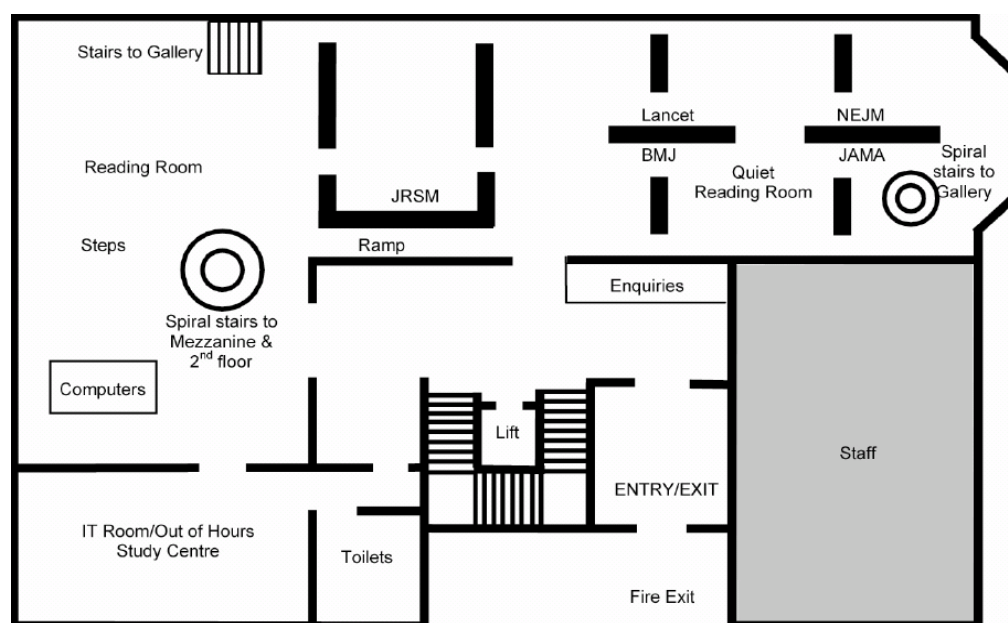 Stairs to Gallery
Lancet
NEJM
BMJ
JAMA
Spiral
stairs to
Gallery
Reading Room
Quiet
Reading Room
JRSM
Steps
Ramp
Enquiries
Spiral stairs to
Mezzanine &
2nd floor
Computers
Lift
Staff
ENTRY/EXIT
IT Room/Out of Hours
Study Centre
Toilets
Fire Exit